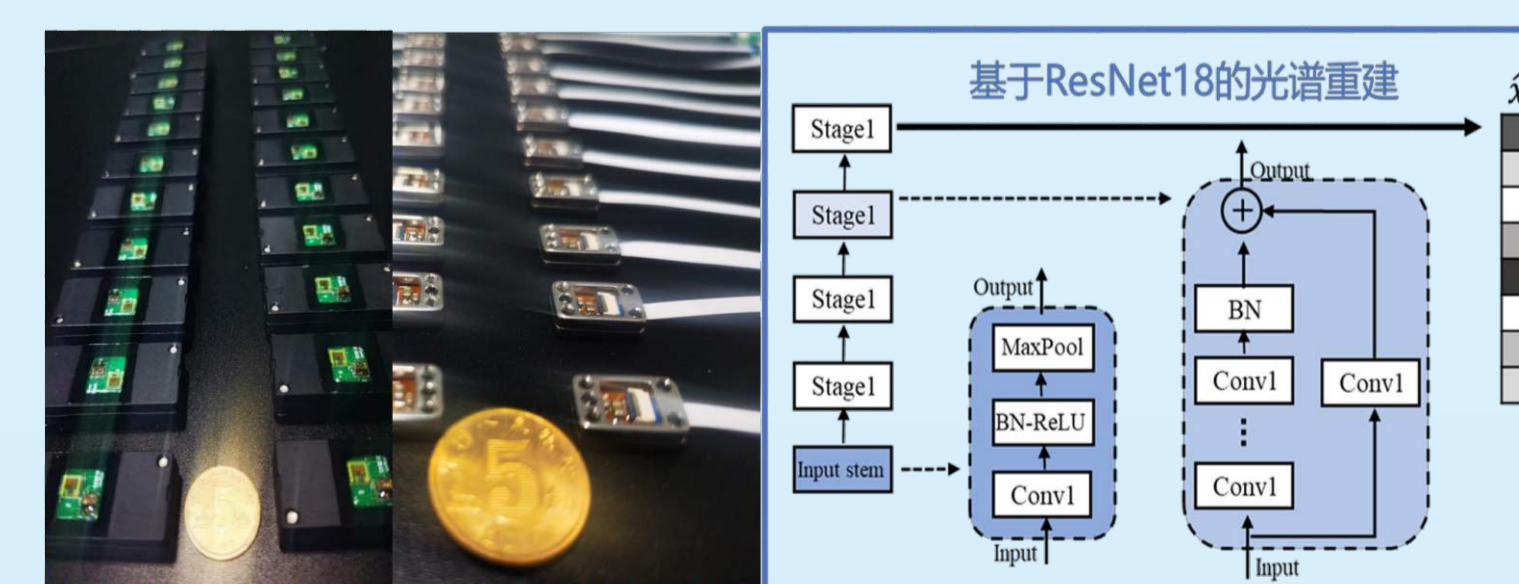 基于ResNet18的光谱重建
x̂
Stage1
Stage1
Stage1
Stage1
Input stem
Output
MaxPool
BN-ReLU
Conv1
Input
Output
+
BN
Conv1
⋮
Conv1
Conv1
Input
5
5